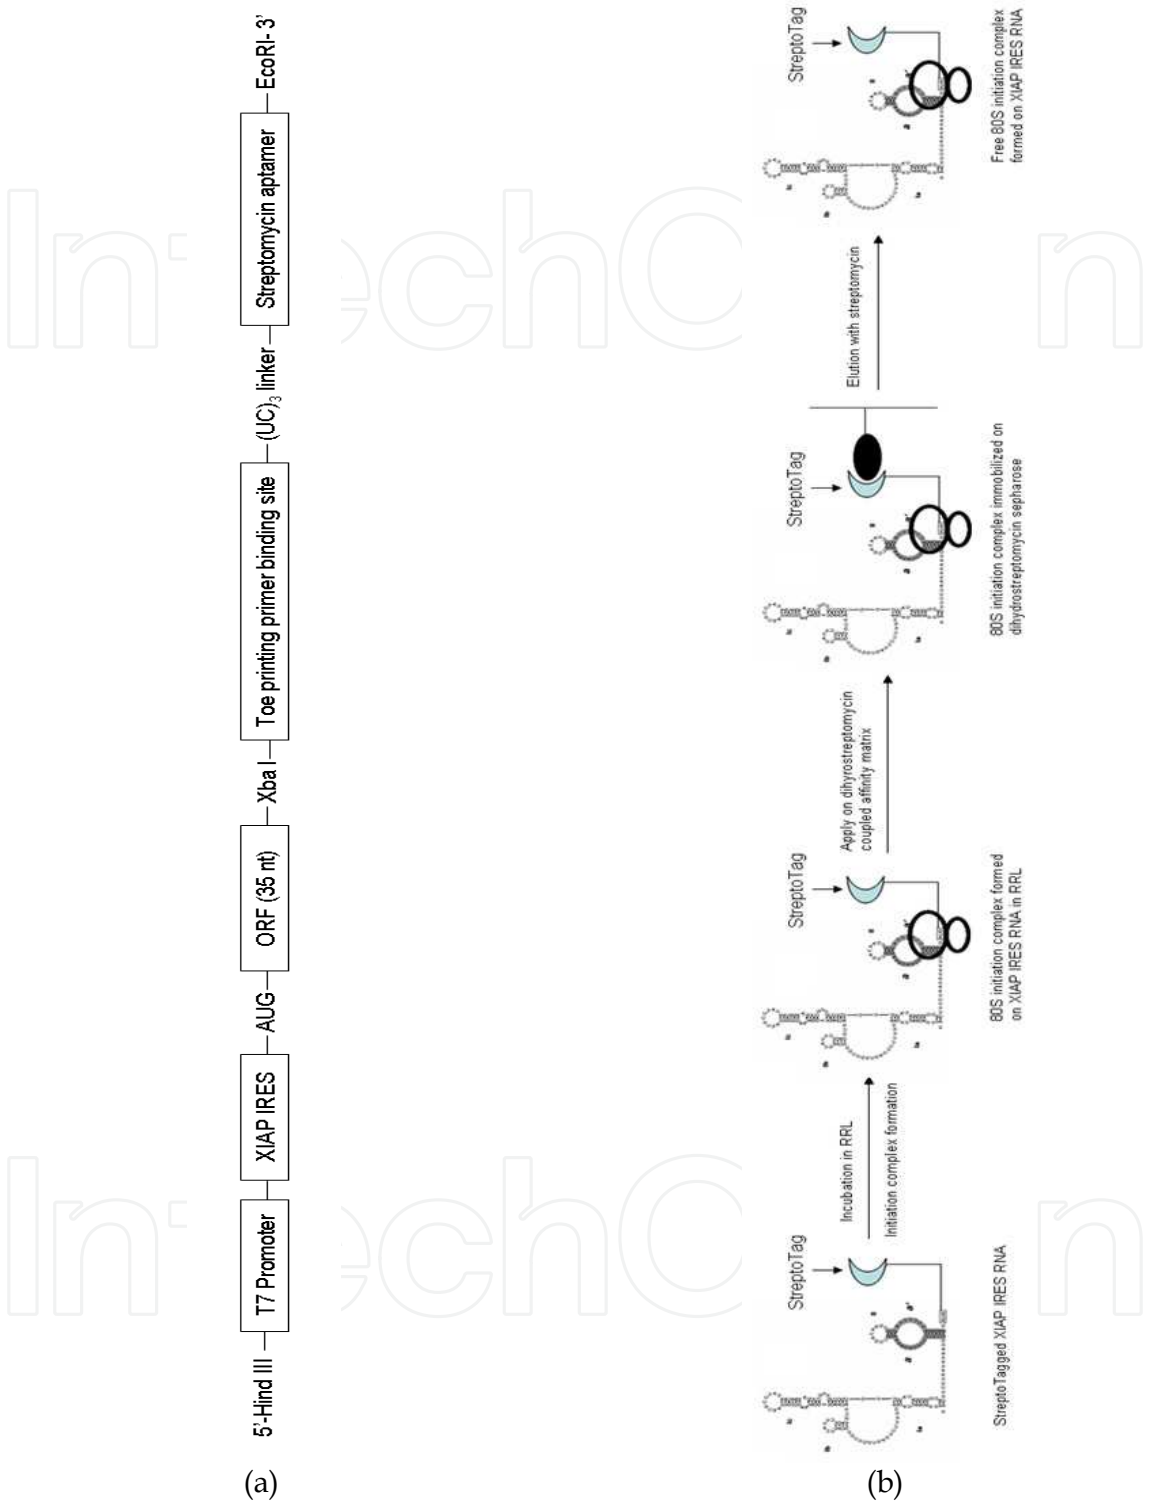 5'-Hind III
T7 Promoter
XIAP IRES
AUG
ORF (35 nt)
Xba I
Toe printing primer binding site
(UC)3 linker
Streptomycin aptamer
EcoRI- 3'
(a)
StreptoTag
StreptoTagged XIAP IRES RNA
Incubation in RRL
Initiation complex formation
StreptoTag
80S initiation complex formed
on XIAP IRES RNA in RRL
Apply on dihyrostreptomycin
coupled affinity matrix
StreptoTag
80S initiation complex immobilized on
dihydrostreptomycin sepharose
Elution with streptomycin
StreptoTag
Free 80S initiation complex
formed on XIAP IRES RNA
(b)